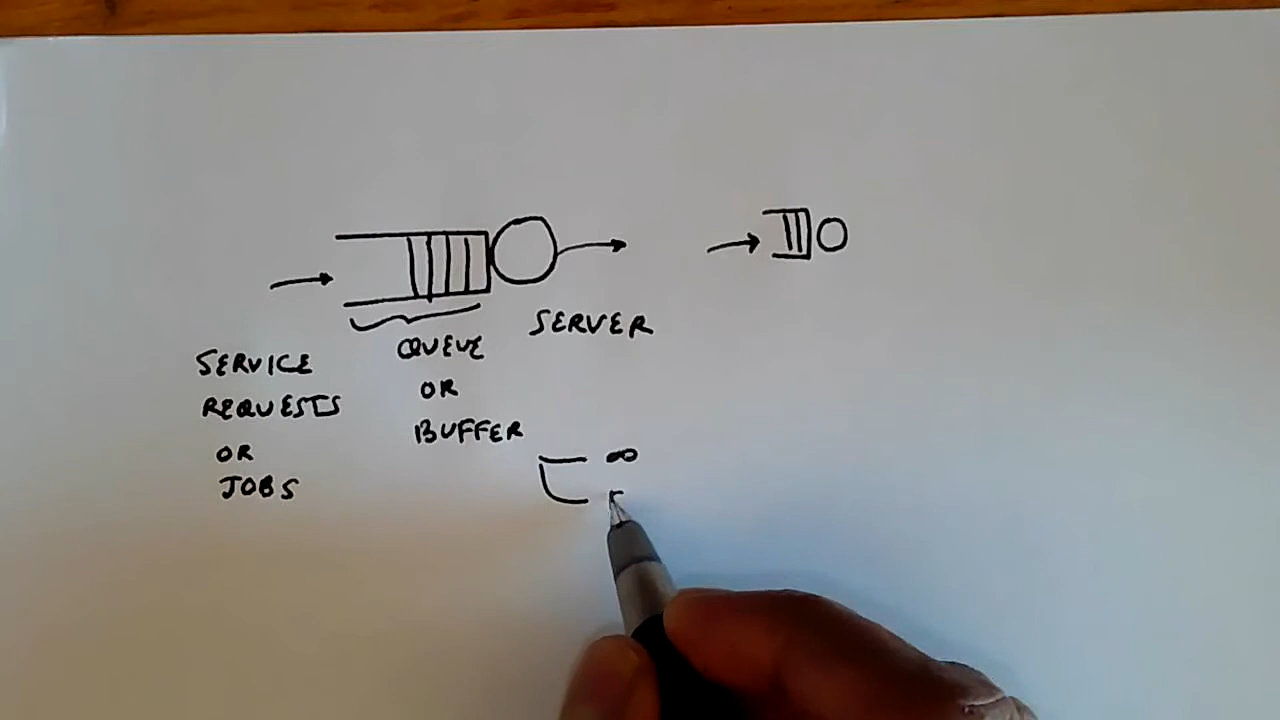 SERVER
QUEUE
OR
BUFFER
SERVICE
REQUESTS
OR
JOBS
∞